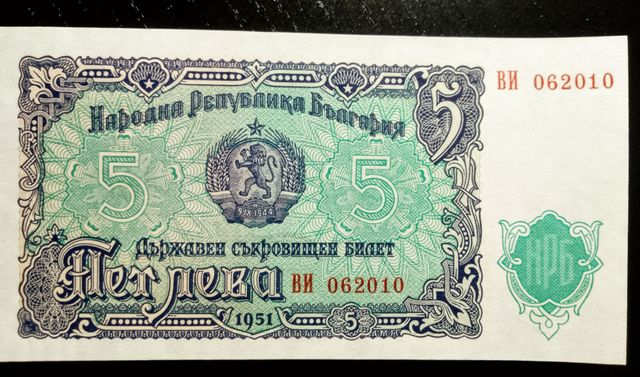 ВИ 062010
5
Народна Република България
5 5
9 IX 1944
Държавен съкровищен билет
НРБ
Пет лева ВИ 062010
1951 5